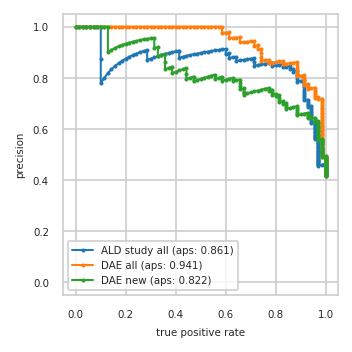 1.0
0.8
0.6
0.4
0.2
0.0
precision
ALD study all (aps: 0.861)
DAE all (aps: 0.941)
DAE new (aps: 0.822)
0.0 0.2 0.4 0.6 0.8 1.0
true positive rate